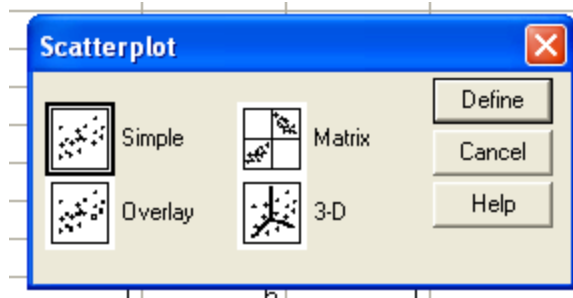 Scatterplot
Simple
Matrix
Overlay
3-D
Define
Cancel
Help